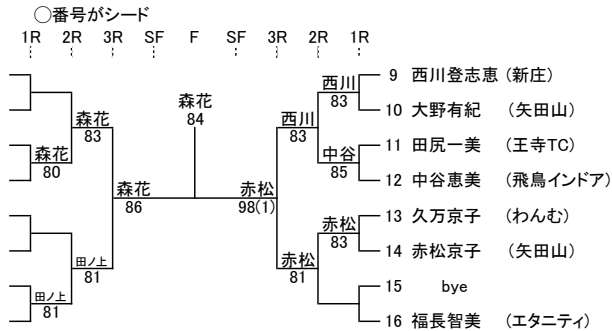 ○番号がシード
1R 2R 3R SF F SF 3R 2R 1R
西川 9 西川登志恵 (新庄)
森花 83
84 森花 西川 10 大野有紀 (矢田山)
83 83
森花 中谷 11 田尻一美 (王寺TC)
80 85
12 中谷恵美 (飛鳥インドア)
森花 赤松
86 98(1)
赤松 13 久万京子 (わんむ)
83
田ノ上 赤松 14 赤松京子 (矢田山)
81 81
田ノ上 15 bye
81
16 福長智美 (エタニティ)